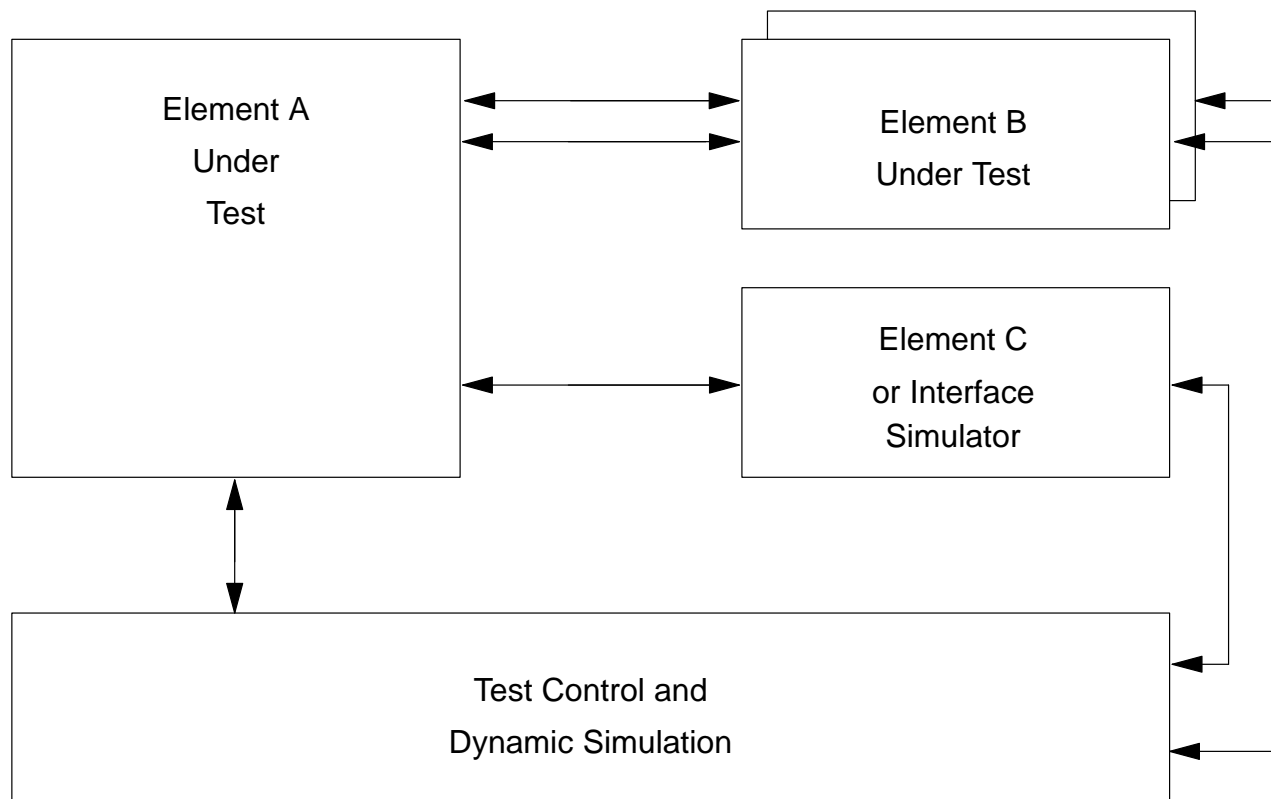 Element A
Under
Test
Element B
Under Test
Element C
or Interface
Simulator
Test Control and
Dynamic Simulation